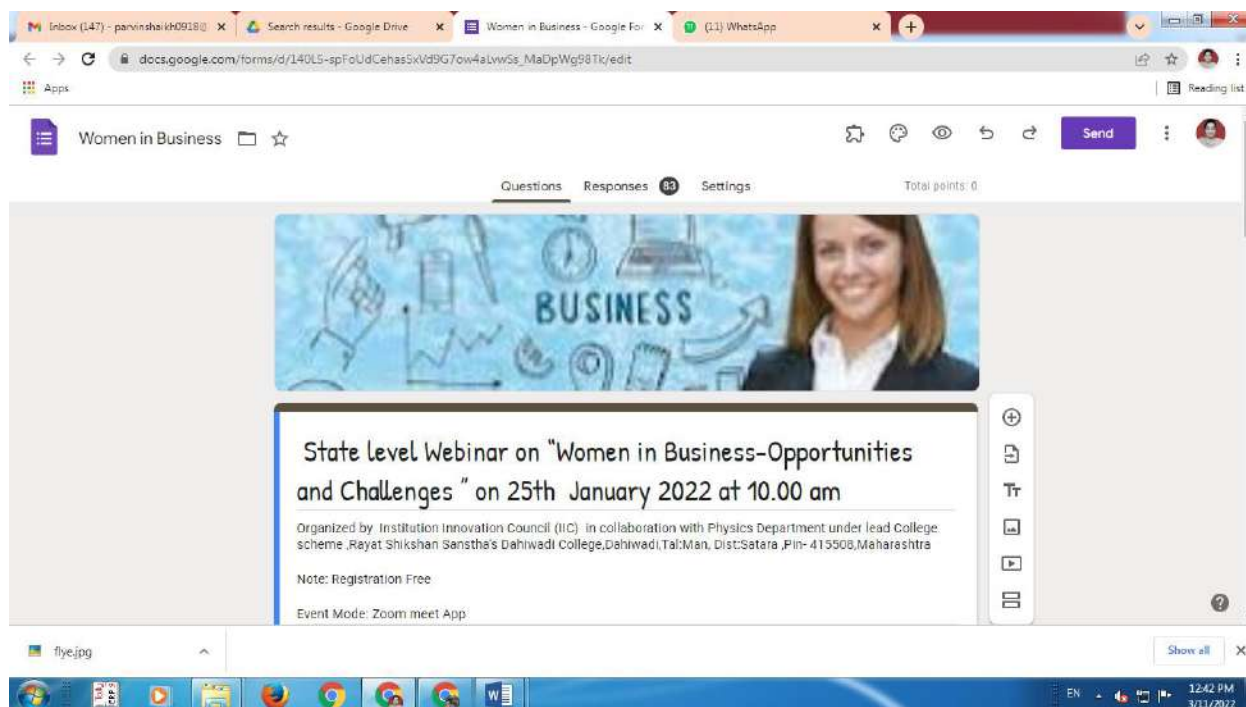 Inbox (147) - parvinshaikh0918@
Search results - Google Drive
Women in Business - Google For
(11) WhatsApp
docs.google.com/forms/d/
Apps
Reading list
Women in Business
Send
Questions Responses 83 Settings Total points: 0
BUSINESS
State level Webinar on "Women in Business-Opportunities
and Challenges " on 25th January 2022 at 10.00 am
Organized by Institution Innovation Council (IIC) in collaboration with Physics Department under lead College
scheme ,Rayat Shikshan Sanstha's Dahiwadi College,Dahiwadi,Tal:Man, Dist:Satara ,Pin- 415508,Maharashtra
Note: Registration Free
Event Mode: Zoom meet App
flye.jpg
Show all
EN
12:42 PM
3/11/2022